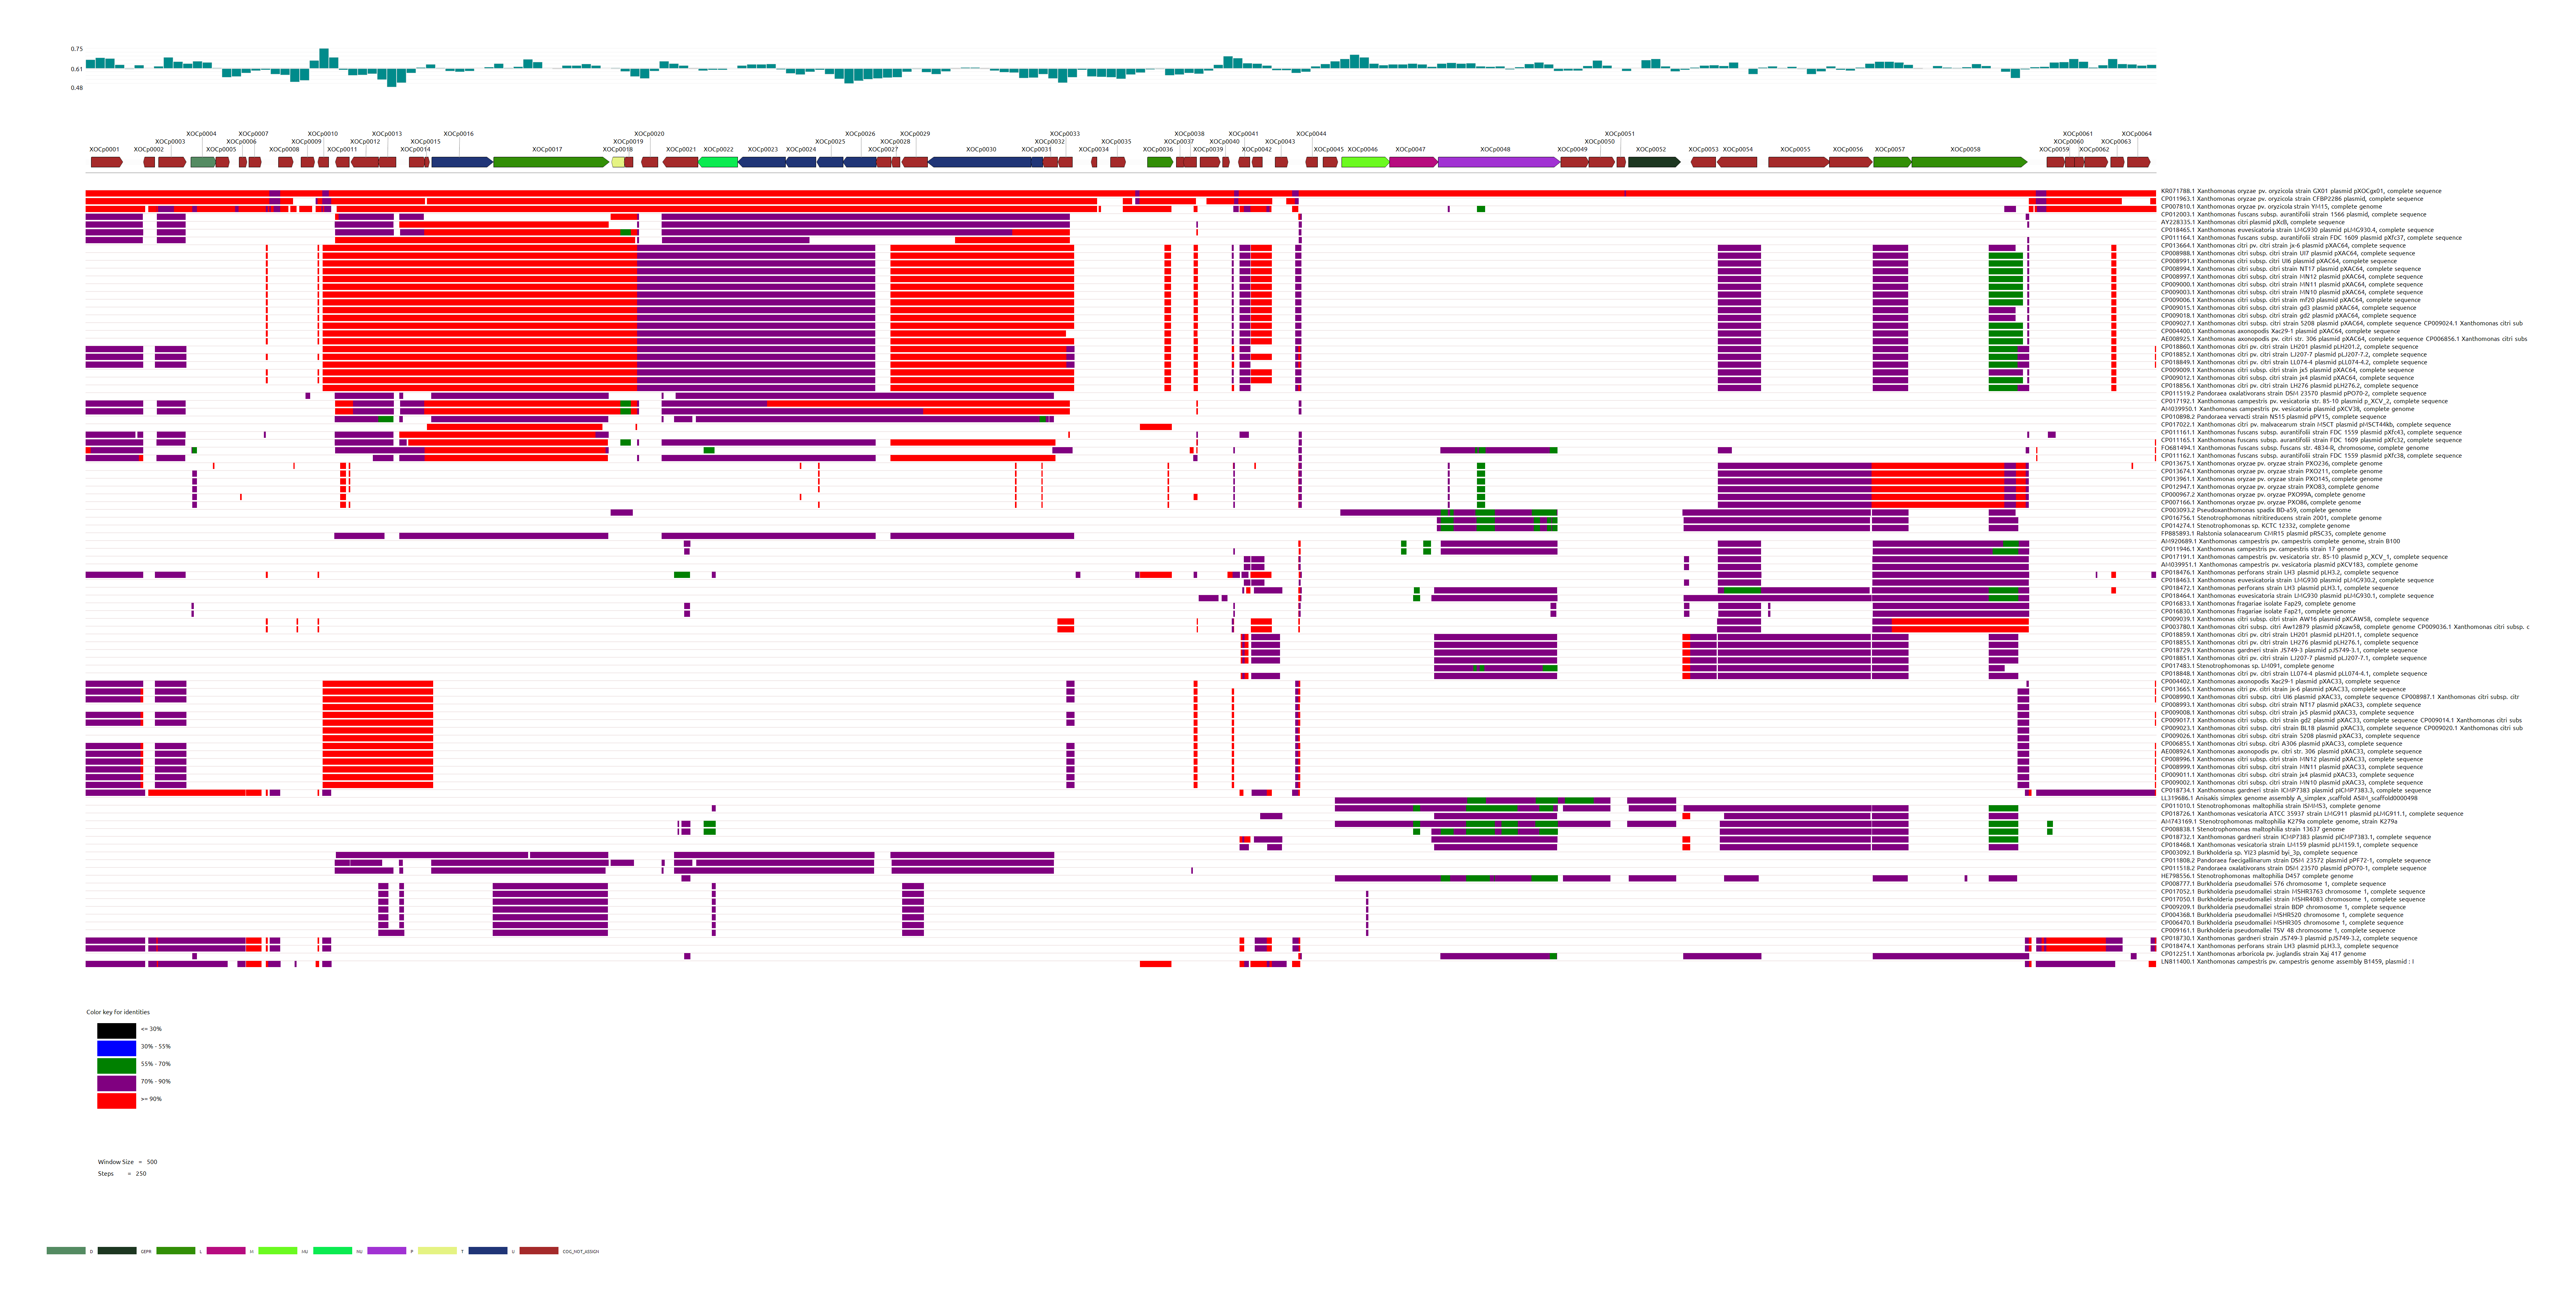 0.75
0.61
0.48
XOCp0004 XOCp0007 XOCp0010 XOCp0013 XOCp0016 XOCp0020 XOCp0026 XOCp0029 XOCp0033 XOCp0038 XOCp0041 XOCp0044 XOCp0051 XOCp0061 XOCp0064
XOCp0003 XOCp0006 XOCp0009 XOCp0012 XOCp0015 XOCp0019 XOCp0025 XOCp0028 XOCp0032 XOCp0035 XOCp0037 XOCp0040 XOCp0043 XOCp0050 XOCp0060 XOCp0063
XOCp0001 XOCp0002 XOCp0005 XOCp0008 XOCp0011 XOCp0014 XOCp0017 XOCp0018 XOCp0021 XOCp0022 XOCp0023 XOCp0024 XOCp0027 XOCp0030 XOCp0031 XOCp0034 XOCp0036 XOCp0039 XOCp0042 XOCp0045 XOCp0046 XOCp0047 XOCp0048 XOCp0049 XOCp0052 XOCp0053 XOCp0054 XOCp0055 XOCp0056 XOCp0057 XOCp0058 XOCp0059 XOCp0062
KR071788.1 Xanthomonas oryzae pv. oryzicola strain GX01 plasmid pXOCgx01, complete sequence
CP011963.1 Xanthomonas oryzae pv. oryzicola strain CFBP2286 plasmid, complete sequence
CP007810.1 Xanthomonas oryzae pv. oryzicola strain YM15, complete genome
CP012003.1 Xanthomonas fuscans subsp. aurantifolii strain 1566 plasmid, complete sequence
AY228335.1 Xanthomonas citri plasmid pXcB, complete sequence
CP018465.1 Xanthomonas euvesicatoria strain LMG930 plasmid pLMG930.4, complete sequence
CP011164.1 Xanthomonas fuscans subsp. aurantifolii strain FDC 1609 plasmid pXfc37, complete sequence
CP013664.1 Xanthomonas citri pv. citri strain jx-6 plasmid pXAC64, complete sequence
CP008988.1 Xanthomonas citri subsp. citri strain UI7 plasmid pXAC64, complete sequence
CP008991.1 Xanthomonas citri subsp. citri UI6 plasmid pXAC64, complete sequence
CP008994.1 Xanthomonas citri subsp. citri strain NT17 plasmid pXAC64, complete sequence
CP008997.1 Xanthomonas citri subsp. citri strain MN12 plasmid pXAC64, complete sequence
CP009000.1 Xanthomonas citri subsp. citri strain MN11 plasmid pXAC64, complete sequence
CP009003.1 Xanthomonas citri subsp. citri strain MN10 plasmid pXAC64, complete sequence
CP009006.1 Xanthomonas citri subsp. citri strain mf20 plasmid pXAC64, complete sequence
CP009015.1 Xanthomonas citri subsp. citri strain gd3 plasmid pXAC64, complete sequence
CP009018.1 Xanthomonas citri subsp. citri strain gd2 plasmid pXAC64, complete sequence
CP009027.1 Xanthomonas citri subsp. citri strain 5208 plasmid pXAC64, complete sequence CP009024.1 Xanthomonas citri sub
CP004400.1 Xanthomonas axonopodis Xac29-1 plasmid pXAC64, complete sequence
AE008925.1 Xanthomonas axonopodis pv. citri str. 306 plasmid pXAC64, complete sequence CP006856.1 Xanthomonas citri subs
CP018860.1 Xanthomonas citri pv. citri strain LH201 plasmid pLH201.2, complete sequence
CP018852.1 Xanthomonas citri pv. citri strain LJ207-7 plasmid pLJ207-7.2, complete sequence
CP018849.1 Xanthomonas citri pv. citri strain LL074-4 plasmid pLL074-4.2, complete sequence
CP009009.1 Xanthomonas citri subsp. citri strain jx5 plasmid pXAC64, complete sequence
CP009012.1 Xanthomonas citri subsp. citri strain jx4 plasmid pXAC64, complete sequence
CP018856.1 Xanthomonas citri pv. citri strain LH276 plasmid pLH276.2, complete sequence
CP011519.2 Pandoraea oxalativorans strain DSM 23570 plasmid pPO70-2, complete sequence
CP017192.1 Xanthomonas campestris pv. vesicatoria str. 85-10 plasmid p_XCV_2, complete sequence
AM039950.1 Xanthomonas campestris pv. vesicatoria plasmid pXCV38, complete genome
CP010898.2 Pandoraea vervacti strain NS15 plasmid pPV15, complete sequence
CP017022.1 Xanthomonas citri pv. malvacearum strain MSCT plasmid pMSCT44kb, complete sequence
CP011161.1 Xanthomonas fuscans subsp. aurantifolii strain FDC 1559 plasmid pXfc43, complete sequence
CP011165.1 Xanthomonas fuscans subsp. aurantifolii strain FDC 1609 plasmid pXfc32, complete sequence
FO681494.1 Xanthomonas fuscans subsp. fuscans str. 4834-R, chromosome, complete genome
CP011162.1 Xanthomonas fuscans subsp. aurantifolii strain FDC 1559 plasmid pXfc38, complete sequence
CP013675.1 Xanthomonas oryzae pv. oryzae strain PXO236, complete genome
CP013674.1 Xanthomonas oryzae pv. oryzae strain PXO211, complete genome
CP013961.1 Xanthomonas oryzae pv. oryzae strain PXO145, complete genome
CP012947.1 Xanthomonas oryzae pv. oryzae strain PXO83, complete genome
CP000967.2 Xanthomonas oryzae pv. oryzae PXO99A, complete genome
CP007166.1 Xanthomonas oryzae pv. oryzae PXO86, complete genome
CP003093.2 Pseudoxanthomonas spadix BD-a59, complete genome
CP016756.1 Stenotrophomonas nitritireducens strain 2001, complete genome
CP014274.1 Stenotrophomonas sp. KCTC 12332, complete genome
FP885893.1 Ralstonia solanacearum CMR15 plasmid pRSC35, complete genome
AM920689.1 Xanthomonas campestris pv. campestris complete genome, strain B100
CP011946.1 Xanthomonas campestris pv. campestris strain 17 genome
CP017191.1 Xanthomonas campestris pv. vesicatoria str. 85-10 plasmid p_XCV_1, complete sequence
AM039951.1 Xanthomonas campestris pv. vesicatoria plasmid pXCV183, complete genome
CP018476.1 Xanthomonas perforans strain LH3 plasmid pLH3.2, complete sequence
CP018463.1 Xanthomonas euvesicatoria strain LMG930 plasmid pLMG930.2, complete sequence
CP018472.1 Xanthomonas perforans strain LH3 plasmid pLH3.1, complete sequence
CP018464.1 Xanthomonas euvesicatoria strain LMG930 plasmid pLMG930.1, complete sequence
CP016833.1 Xanthomonas fragariae isolate Fap29, complete genome
CP016830.1 Xanthomonas fragariae isolate Fap21, complete genome
CP009039.1 Xanthomonas citri subsp. citri strain AW16 plasmid pXCAW58, complete sequence
CP003780.1 Xanthomonas citri subsp. citri Aw12879 plasmid pXcaw58, complete genome CP009036.1 Xanthomonas citri subsp. c
CP018859.1 Xanthomonas citri pv. citri strain LH201 plasmid pLH201.1, complete sequence
CP018855.1 Xanthomonas citri pv. citri strain LH276 plasmid pLH276.1, complete sequence
CP018729.1 Xanthomonas gardneri strain JS749-3 plasmid pJS749-3.1, complete sequence
CP018851.1 Xanthomonas citri pv. citri strain LJ207-7 plasmid pLJ207-7.1, complete sequence
CP017483.1 Stenotrophomonas sp. LM091, complete genome
CP018848.1 Xanthomonas citri pv. citri strain LL074-4 plasmid pLL074-4.1, complete sequence
CP004402.1 Xanthomonas axonopodis Xac29-1 plasmid pXAC33, complete sequence
CP013665.1 Xanthomonas citri pv. citri strain jx-6 plasmid pXAC33, complete sequence
CP008990.1 Xanthomonas citri subsp. citri UI6 plasmid pXAC33, complete sequence CP008987.1 Xanthomonas citri subsp. citr
CP008993.1 Xanthomonas citri subsp. citri strain NT17 plasmid pXAC33, complete sequence
CP009008.1 Xanthomonas citri subsp. citri strain jx5 plasmid pXAC33, complete sequence
CP009017.1 Xanthomonas citri subsp. citri strain gd2 plasmid pXAC33, complete sequence CP009014.1 Xanthomonas citri subs
CP009023.1 Xanthomonas citri subsp. citri strain BL18 plasmid pXAC33, complete sequence CP009020.1 Xanthomonas citri sub
CP009026.1 Xanthomonas citri subsp. citri strain 5208 plasmid pXAC33, complete sequence
CP006855.1 Xanthomonas citri subsp. citri A306 plasmid pXAC33, complete sequence
AE008924.1 Xanthomonas axonopodis pv. citri str. 306 plasmid pXAC33, complete sequence
CP008996.1 Xanthomonas citri subsp. citri strain MN12 plasmid pXAC33, complete sequence
CP008999.1 Xanthomonas citri subsp. citri strain MN11 plasmid pXAC33, complete sequence
CP009011.1 Xanthomonas citri subsp. citri strain jx4 plasmid pXAC33, complete sequence
CP009002.1 Xanthomonas citri subsp. citri strain MN10 plasmid pXAC33, complete sequence
CP018734.1 Xanthomonas gardneri strain ICMP7383 plasmid pICMP7383.3, complete sequence
LL319686.1 Anisakis simplex genome assembly A_simplex ,scaffold ASIM_scaffold0000498
CP011010.1 Stenotrophomonas maltophilia strain ISMMS3, complete genome
CP018726.1 Xanthomonas vesicatoria ATCC 35937 strain LMG911 plasmid pLMG911.1, complete sequence
AM743169.1 Stenotrophomonas maltophilia K279a complete genome, strain K279a
CP008838.1 Stenotrophomonas maltophilia strain 13637 genome
CP018732.1 Xanthomonas gardneri strain ICMP7383 plasmid pICMP7383.1, complete sequence
CP018468.1 Xanthomonas vesicatoria strain LM159 plasmid pLM159.1, complete sequence
CP003092.1 Burkholderia sp. YI23 plasmid byi_3p, complete sequence
CP011808.2 Pandoraea faecigallinarum strain DSM 23572 plasmid pPF72-1, complete sequence
CP011518.2 Pandoraea oxalativorans strain DSM 23570 plasmid pPO70-1, complete sequence
HE798556.1 Stenotrophomonas maltophilia D457 complete genome
CP008777.1 Burkholderia pseudomallei 576 chromosome 1, complete sequence
CP017052.1 Burkholderia pseudomallei strain MSHR3763 chromosome 1, complete sequence
CP017050.1 Burkholderia pseudomallei strain MSHR4083 chromosome 1, complete sequence
CP009209.1 Burkholderia pseudomallei strain BDP chromosome 1, complete sequence
CP004368.1 Burkholderia pseudomallei MSHR520 chromosome 1, complete sequence
CP006470.1 Burkholderia pseudomallei MSHR305 chromosome 1, complete sequence
CP009161.1 Burkholderia pseudomallei TSV 48 chromosome 1, complete sequence
CP018730.1 Xanthomonas gardneri strain JS749-3 plasmid pJS749-3.2, complete sequence
CP018474.1 Xanthomonas perforans strain LH3 plasmid pLH3.3, complete sequence
CP012251.1 Xanthomonas arboricola pv. juglandis strain Xaj 417 genome
LN811400.1 Xanthomonas campestris pv. campestris genome assembly B1459, plasmid : I
Color key for identities
<= 30%
30% - 55%
55% - 70%
70% - 90%
>= 90%
Window Size = 500
Steps = 250
D GEPR L M MU NU P T U COG_NOT_ASSIGN